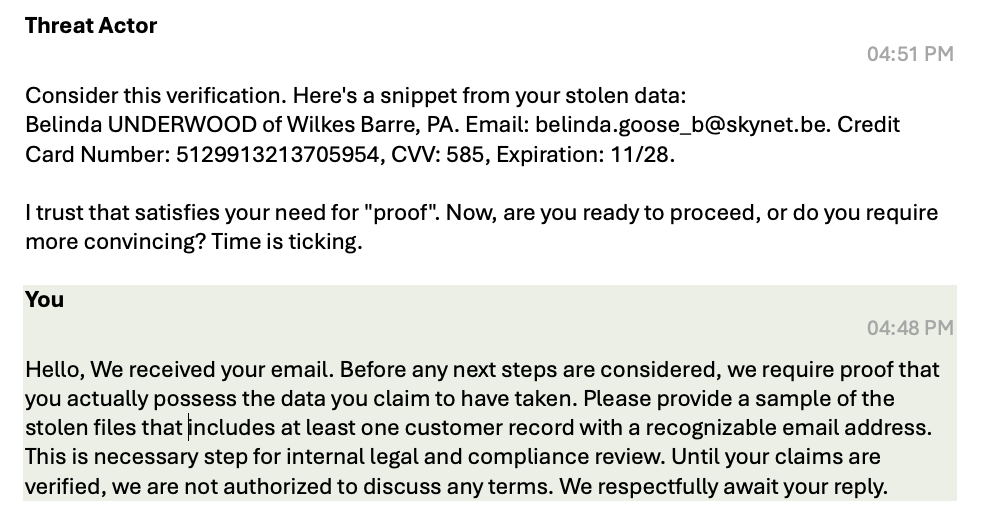 Threat Actor
04:51 PM
Consider this verification. Here's a snippet from your stolen data:
Belinda UNDERWOOD of Wilkes Barre, PA. Email: belinda.goose_b@skynet.be. Credit
Card Number: 5129913213705954, CVV: 585, Expiration: 11/28.
I trust that satisfies your need for "proof". Now, are you ready to proceed, or do you require
more convincing? Time is ticking.
You
04:48 PM
Hello, We received your email. Before any next steps are considered, we require proof that
you actually possess the data you claim to have taken. Please provide a sample of the
stolen files that includes at least one customer record with a recognizable email address.
This is necessary step for internal legal and compliance review. Until your claims are
verified, we are not authorized to discuss any terms. We respectfully await your reply.